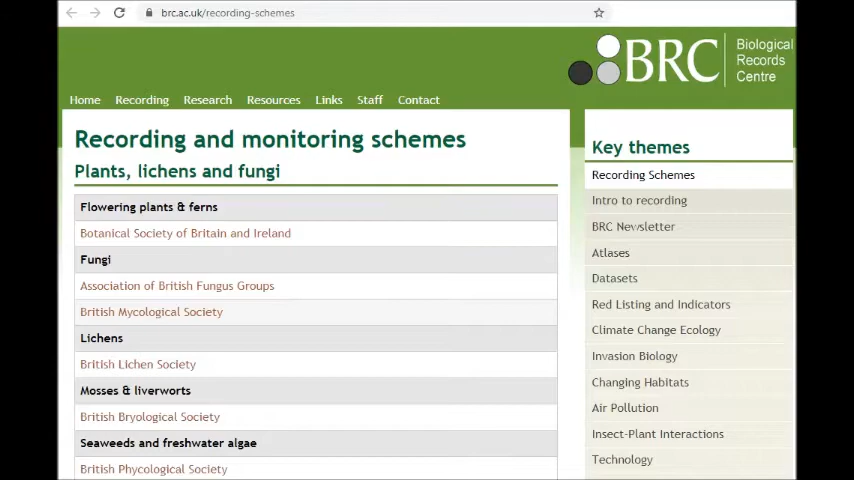 brc.ac.uk/recording-schemes
BRC
Biological
Records
Centre
Home Recording Research Resources Links Staff Contact
Recording and monitoring schemes
Plants, lichens and fungi
Flowering plants & ferns
Botanical Society of Britain and Ireland
Fungi
Association of British Fungus Groups
British Mycological Society
Lichens
British Lichen Society
Mosses & liverworts
British Bryological Society
Seaweeds and freshwater algae
British Phycological Society
Key themes
Recording Schemes
Intro to recording
BRC Newsletter
Atlases
Datasets
Red Listing and Indicators
Climate Change Ecology
Invasion Biology
Changing Habitats
Air Pollution
Insect-Plant Interactions
Technology